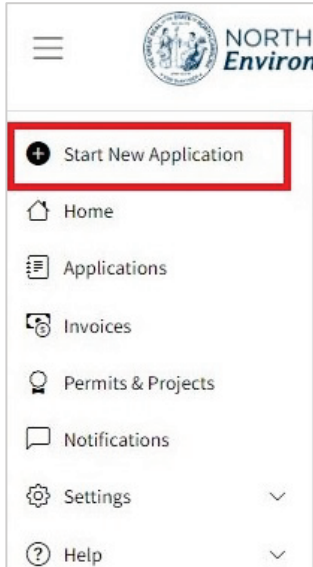 NORTH
Environ
Start New Application
Home
Applications
Invoices
Permits & Projects
Notifications
Settings
Help